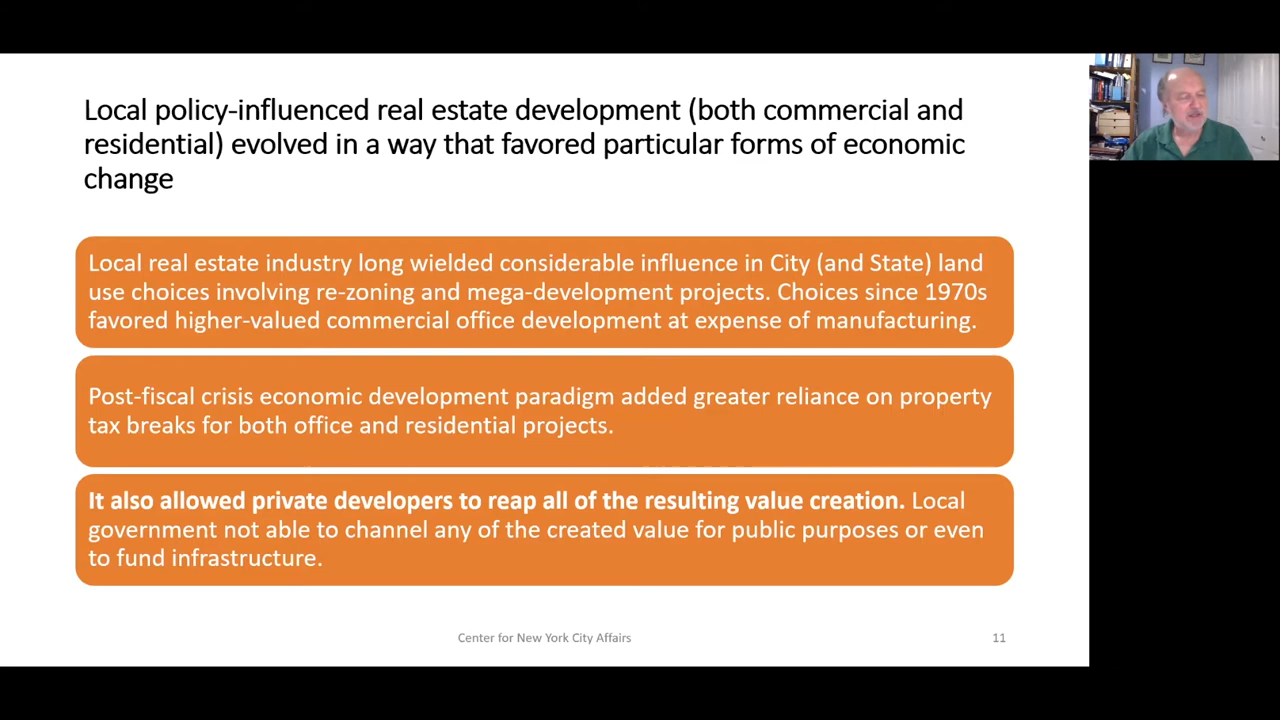 Local policy-influenced real estate development (both commercial and
residential) evolved in a way that favored particular forms of economic
change
Local real estate industry long wielded considerable influence in City (and State) land
use choices involving re-zoning and mega-development projects. Choices since 1970s
favored higher-valued commercial office development at expense of manufacturing.
Post-fiscal crisis economic development paradigm added greater reliance on property
tax breaks for both office and residential projects.
It also allowed private developers to reap all of the resulting value creation. Local
government not able to channel any of the created value for public purposes or even
to fund infrastructure.
Center for New York City Affairs
11